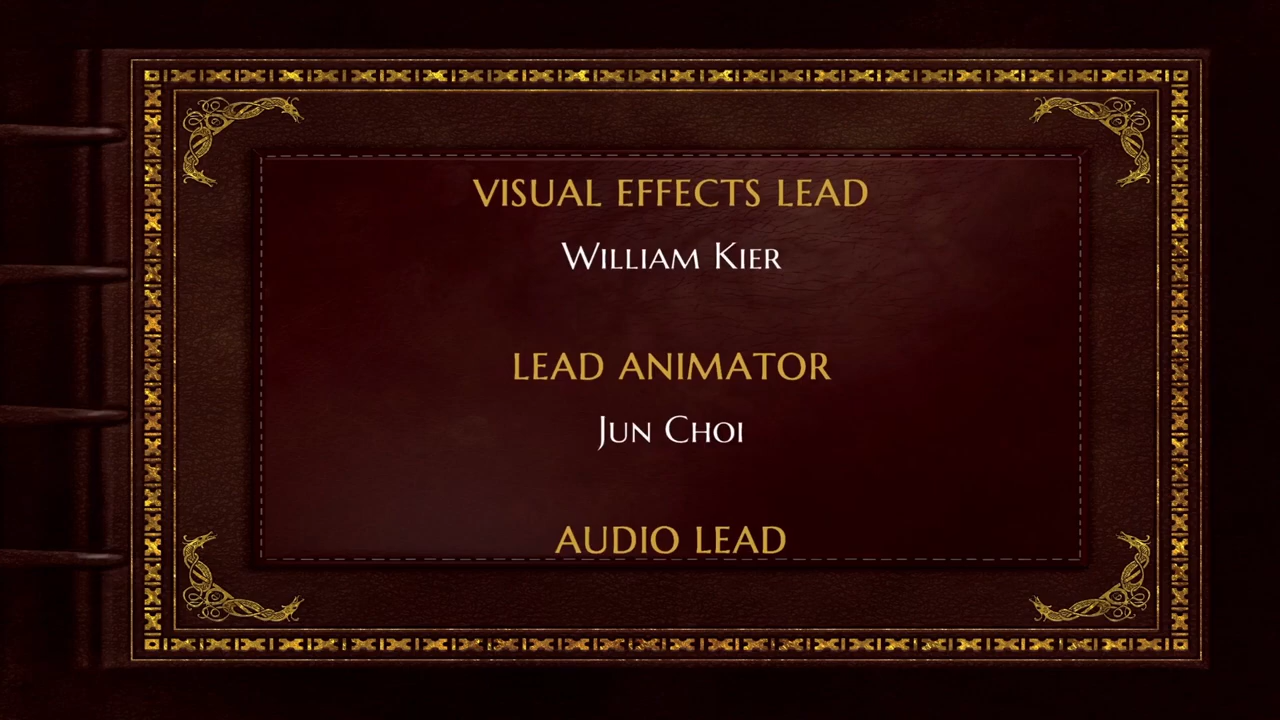 VISUAL EFFECTS LEAD
William Kier
LEAD ANIMATOR
Jun Choi
AUDIO LEAD